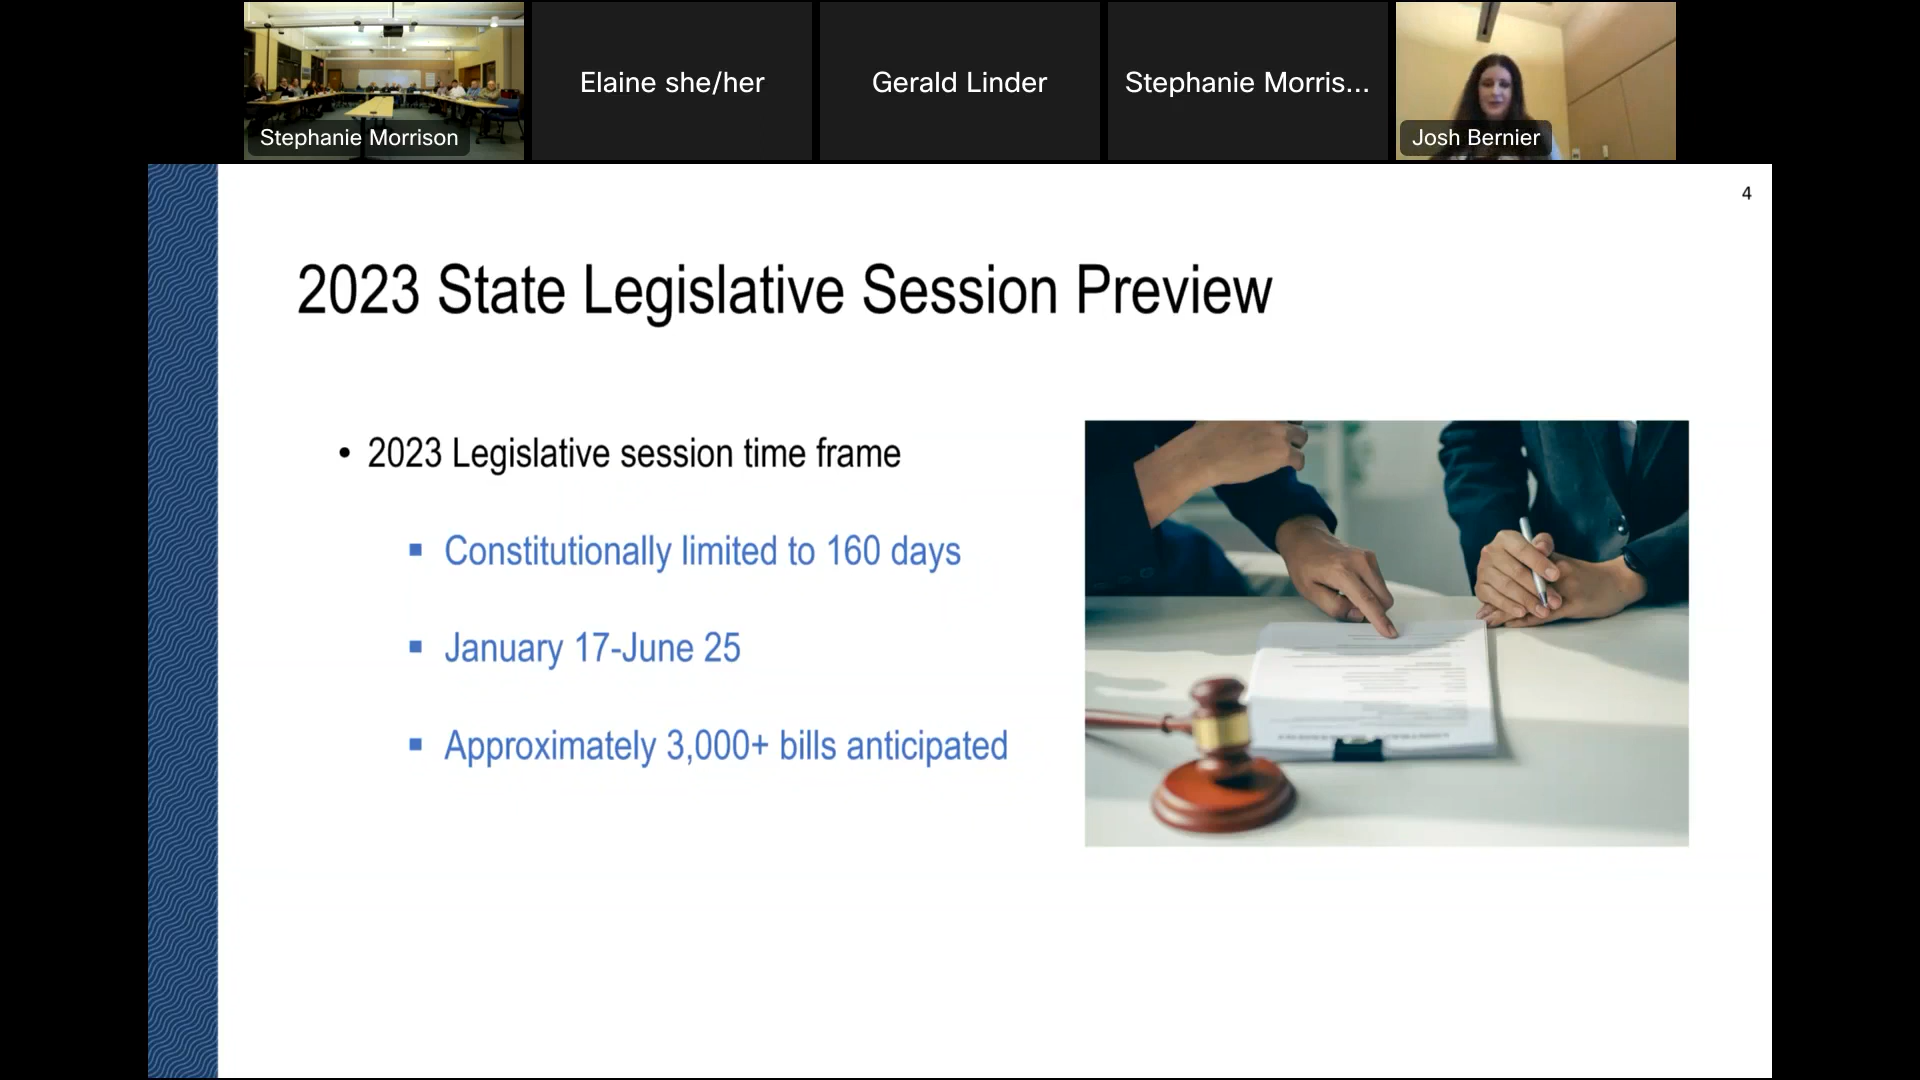 Stephanie Morrison
Elaine she/her
Gerald Linder
Stephanie Morris...
Josh Bernier
4
2023 State Legislative Session Preview
• 2023 Legislative session time frame
▪ Constitutionally limited to 160 days
▪ January 17-June 25
▪ Approximately 3,000+ bills anticipated